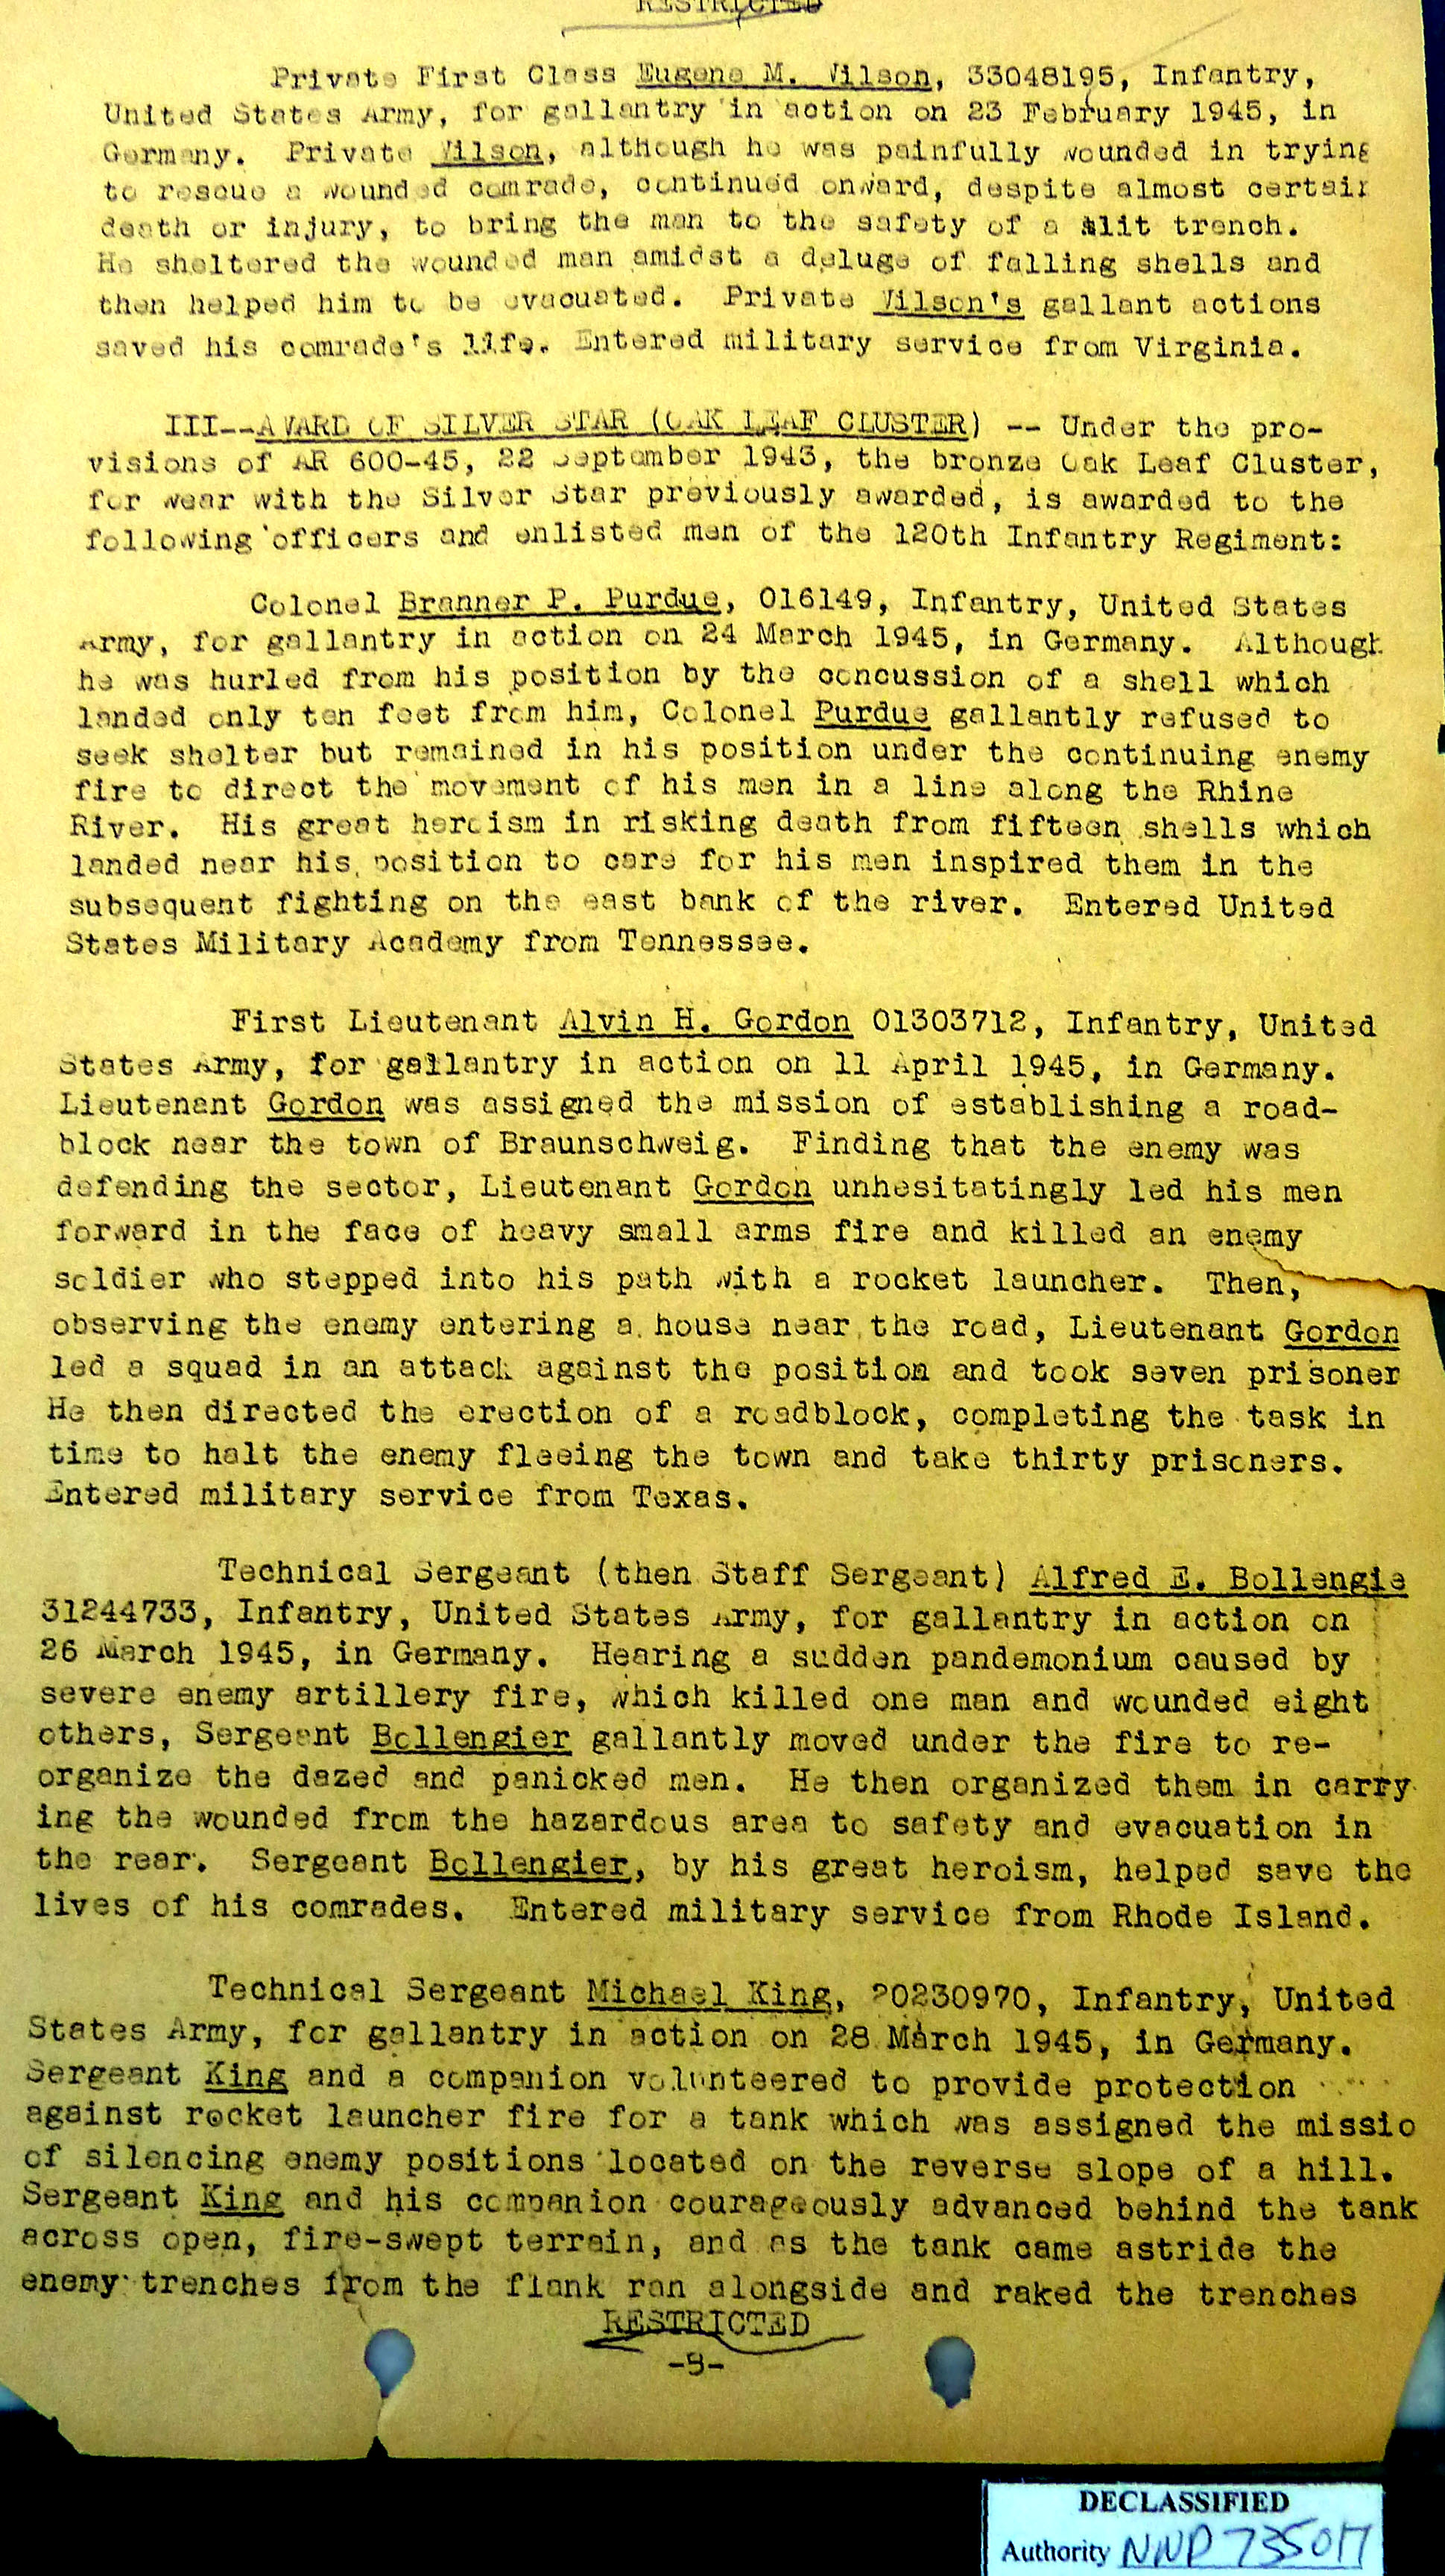 RESTRICTED
Private First Class Eugene M. Wilson, 33048195, Infantry,
United States Army, for gallantry in action on 23 February 1945, in
Germany. Private Wilson, although he was painfully wounded in trying
to rescue a wounded comrade, continued onward, despite almost certain
death or injury, to bring the man to the safety of a slit trench.
He sheltered the wounded man amidst a deluge of falling shells and
then helped him to be evacuated. Private Wilson's gallant actions
saved his comrade's life. Entered military service from Virginia.
III--AWARD OF SILVER STAR (OAK LEAF CLUSTER) -- Under the pro-
visions of AR 600-45, 22 September 1943, the bronze Oak Leaf Cluster,
for wear with the Silver Star previously awarded, is awarded to the
following officers and enlisted men of the 120th Infantry Regiment:
Colonel Branner P. Purdue, 016149, Infantry, United States
Army, for gallantry in action on 24 March 1945, in Germany. Although
he was hurled from his position by the concussion of a shell which
landed only ten feet from him, Colonel Purdue gallantly refused to
seek shelter but remained in his position under the continuing enemy
fire to direct the movement of his men in a line along the Rhine
River. His great heroism in risking death from fifteen shells which
landed near his position to care for his men inspired them in the
subsequent fighting on the east bank of the river. Entered United
States Military Academy from Tennessee.
First Lieutenant Alvin H. Gordon 01303712, Infantry, United
States Army, for gallantry in action on 11 April 1945, in Germany.
Lieutenant Gordon was assigned the mission of establishing a road-
block near the town of Braunschweig. Finding that the enemy was
defending the sector, Lieutenant Gordon unhesitatingly led his men
forward in the face of heavy small arms fire and killed an enemy
soldier who stepped into his path with a rocket launcher. Then,
observing the enemy entering a house near the road, Lieutenant Gordon
led a squad in an attack against the position and took seven prisoner
He then directed the erection of a roadblock, completing the task in
time to halt the enemy fleeing the town and take thirty prisoners.
Entered military service from Texas.
Technical Sergeant (then Staff Sergeant) Alfred E. Bollengie
31244733, Infantry, United States Army, for gallantry in action on
26 March 1945, in Germany. Hearing a sudden pandemonium caused by
severe enemy artillery fire, which killed one man and wounded eight
others, Sergeant Bollengier gallantly moved under the fire to re-
organize the dazed and panicked men. He then organized them in carry
ing the wounded from the hazardous area to safety and evacuation in
the rear. Sergeant Bollengier, by his great heroism, helped save the
lives of his comrades. Entered military service from Rhode Island.
Technical Sergeant Michael King, 20230970, Infantry, United
States Army, for gallantry in action on 28 March 1945, in Germany.
Sergeant King and a companion volunteered to provide protection
against rocket launcher fire for a tank which was assigned the missio
of silencing enemy positions located on the reverse slope of a hill.
Sergeant King and his companion courageously advanced behind the tank
across open, fire-swept terrain, and as the tank came astride the
enemy trenches from the flank ran alongside and raked the trenches
RESTRICTED
DECLASSIFIED
Authority NND 735017